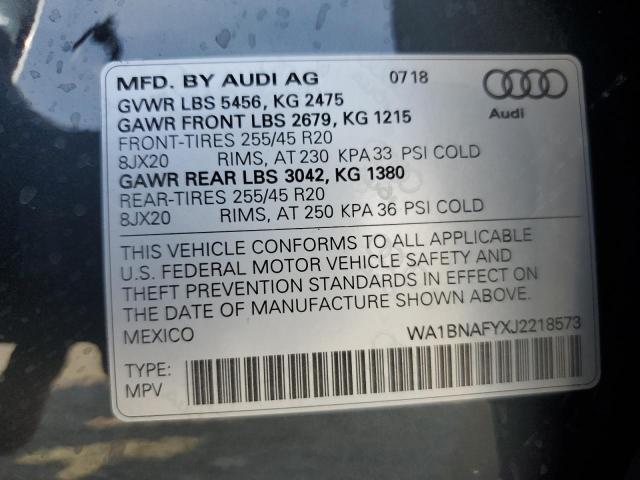 MFD. BY AUDI AG 07 18
GVWR LBS 5456, KG 2475
GAWR FRONT LBS 2679, KG 1215
Audi
FRONT-TIRES 255/45 R20
8JX20 RIMS, AT 230 KPA 33 PSI COLD
GAWR REAR LBS 3042, KG 1380
REAR-TIRES 255/45 R20
8JX20 RIMS, AT 250 KPA 36 PSI COLD
THIS VEHICLE CONFORMS TO ALL APPLICABLE
U.S. FEDERAL MOTOR VEHICLE SAFETY AND
THEFT PREVENTION STANDARDS IN EFFECT ON
THE DATE OF MANUFACTURE SHOWN ABOVE.
MEXICO WA1BNAFYXJ2218573
TYPE:
MPV